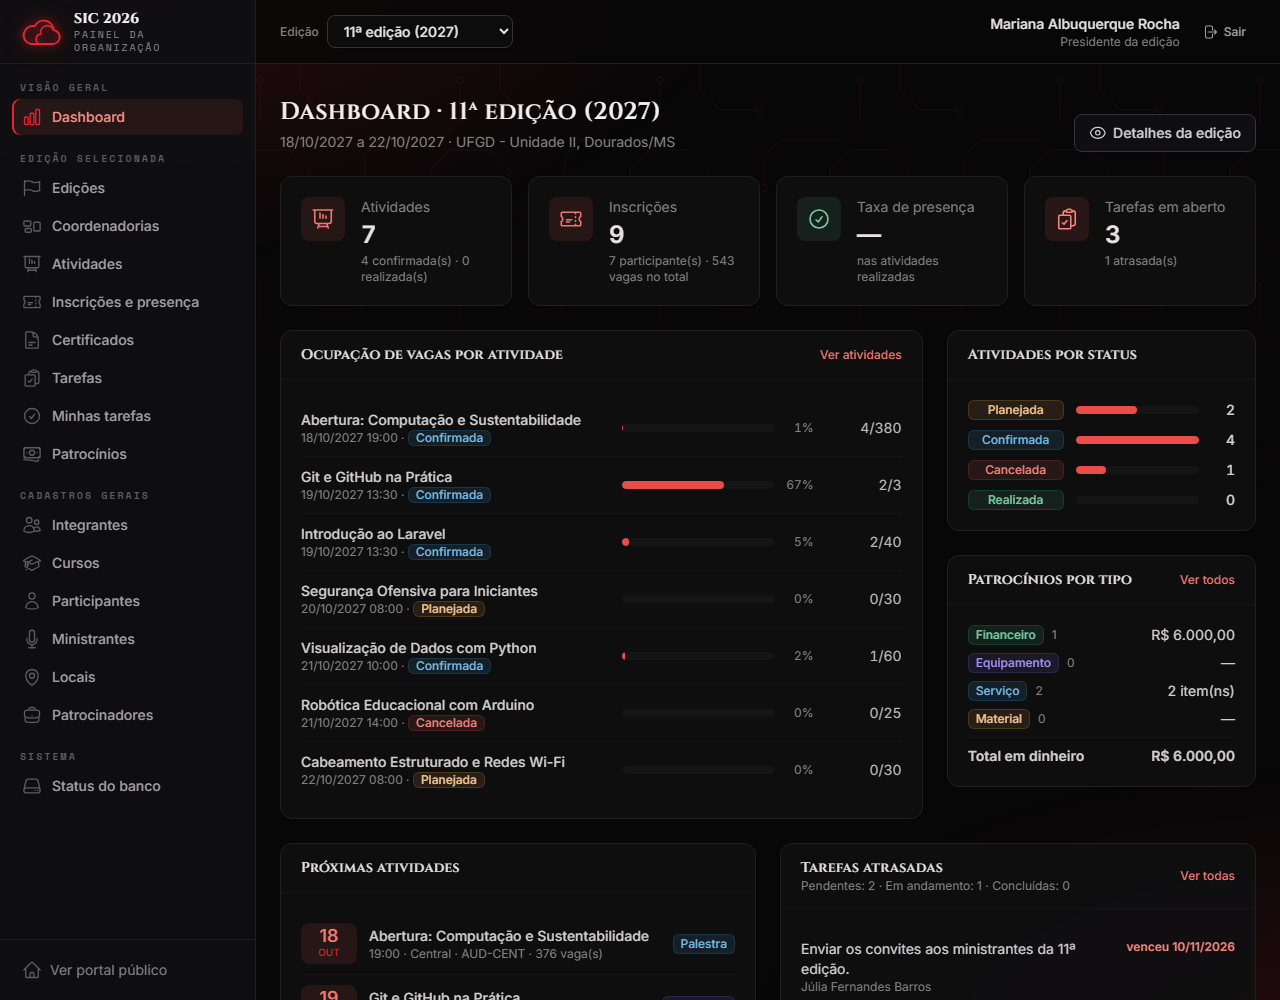 SIC 2026
PAINEL DA
ORGANIZAÇÃO
Edição
11ª edição (2027)
Mariana Albuquerque Rocha
Presidente da edição
Sair
VISÃO GERAL
Dashboard
EDIÇÃO SELECIONADA
Edições
Coordenadorias
Atividades
Inscrições e presença
Certificados
Tarefas
Minhas tarefas
Patrocínios
CADASTROS GERAIS
Integrantes
Cursos
Participantes
Ministrantes
Locais
Patrocinadores
SISTEMA
Status do banco
Ver portal público
Dashboard · 11ª edição (2027)
18/10/2027 a 22/10/2027 · UFGD - Unidade II, Dourados/MS
Detalhes da edição
Atividades
7
4 confirmada(s) · 0
realizada(s)
Inscrições
9
7 participante(s) · 543
vagas no total
Taxa de presença
—
nas atividades
realizadas
Tarefas em aberto
3
1 atrasada(s)
Ocupação de vagas por atividade
Ver atividades
Abertura: Computação e Sustentabilidade
18/10/2027 19:00 · Confirmada
1%
4/380
Git e GitHub na Prática
19/10/2027 13:30 · Confirmada
67%
2/3
Introdução ao Laravel
19/10/2027 13:30 · Confirmada
5%
2/40
Segurança Ofensiva para Iniciantes
20/10/2027 08:00 · Planejada
0%
0/30
Visualização de Dados com Python
21/10/2027 10:00 · Confirmada
2%
1/60
Robótica Educacional com Arduino
21/10/2027 14:00 · Cancelada
0%
0/25
Cabeamento Estruturado e Redes Wi-Fi
22/10/2027 08:00 · Planejada
0%
0/30
Atividades por status
Planejada 2
Confirmada 4
Cancelada 1
Realizada 0
Patrocínios por tipo
Ver todos
Financeiro 1 R$ 6.000,00
Equipamento 0 —
Serviço 2 2 item(ns)
Material 0 —
Total em dinheiro R$ 6.000,00
Próximas atividades
18
OUT
Abertura: Computação e Sustentabilidade
19:00 · Central · AUD-CENT · 376 vaga(s)
Palestra
19
Git e GitHub na Prática
Tarefas atrasadas
Pendentes: 2 · Em andamento: 1 · Concluídas: 0
Ver todas
Enviar os convites aos ministrantes da 11ª
edição.
venceu 10/11/2026
Júlia Fernandes Barros